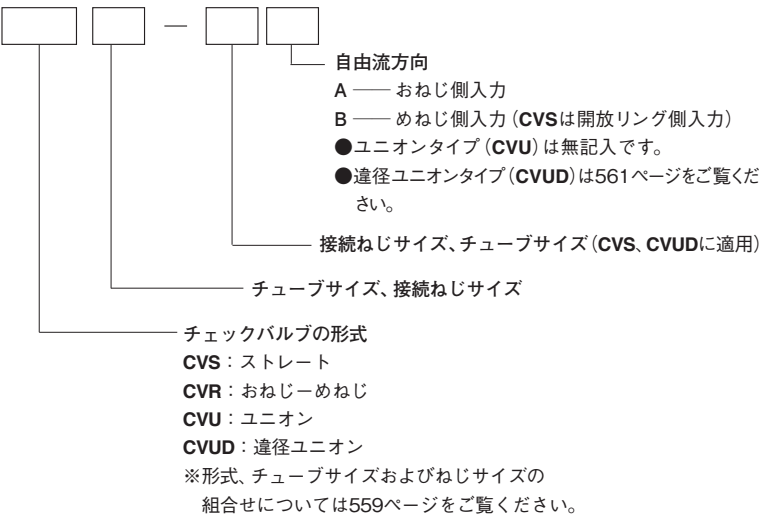 自由流方向
A ── おねじ側入力
B ── めねじ側入力（CVSは開放リング側入力）
●ユニオンタイプ（CVU）は無記入です。
●違径ユニオンタイプ（CVUD）は561ページをご覧くだ
さい。
接続ねじサイズ、チューブサイズ（CVS、CVUDに適用）
チューブサイズ、接続ねじサイズ
チェックバルブの形式
CVS：ストレート
CVR：おねじーめねじ
CVU：ユニオン
CVUD：違径ユニオン
※形式、チューブサイズおよびねじサイズの
組合せについては559ページをご覧ください。